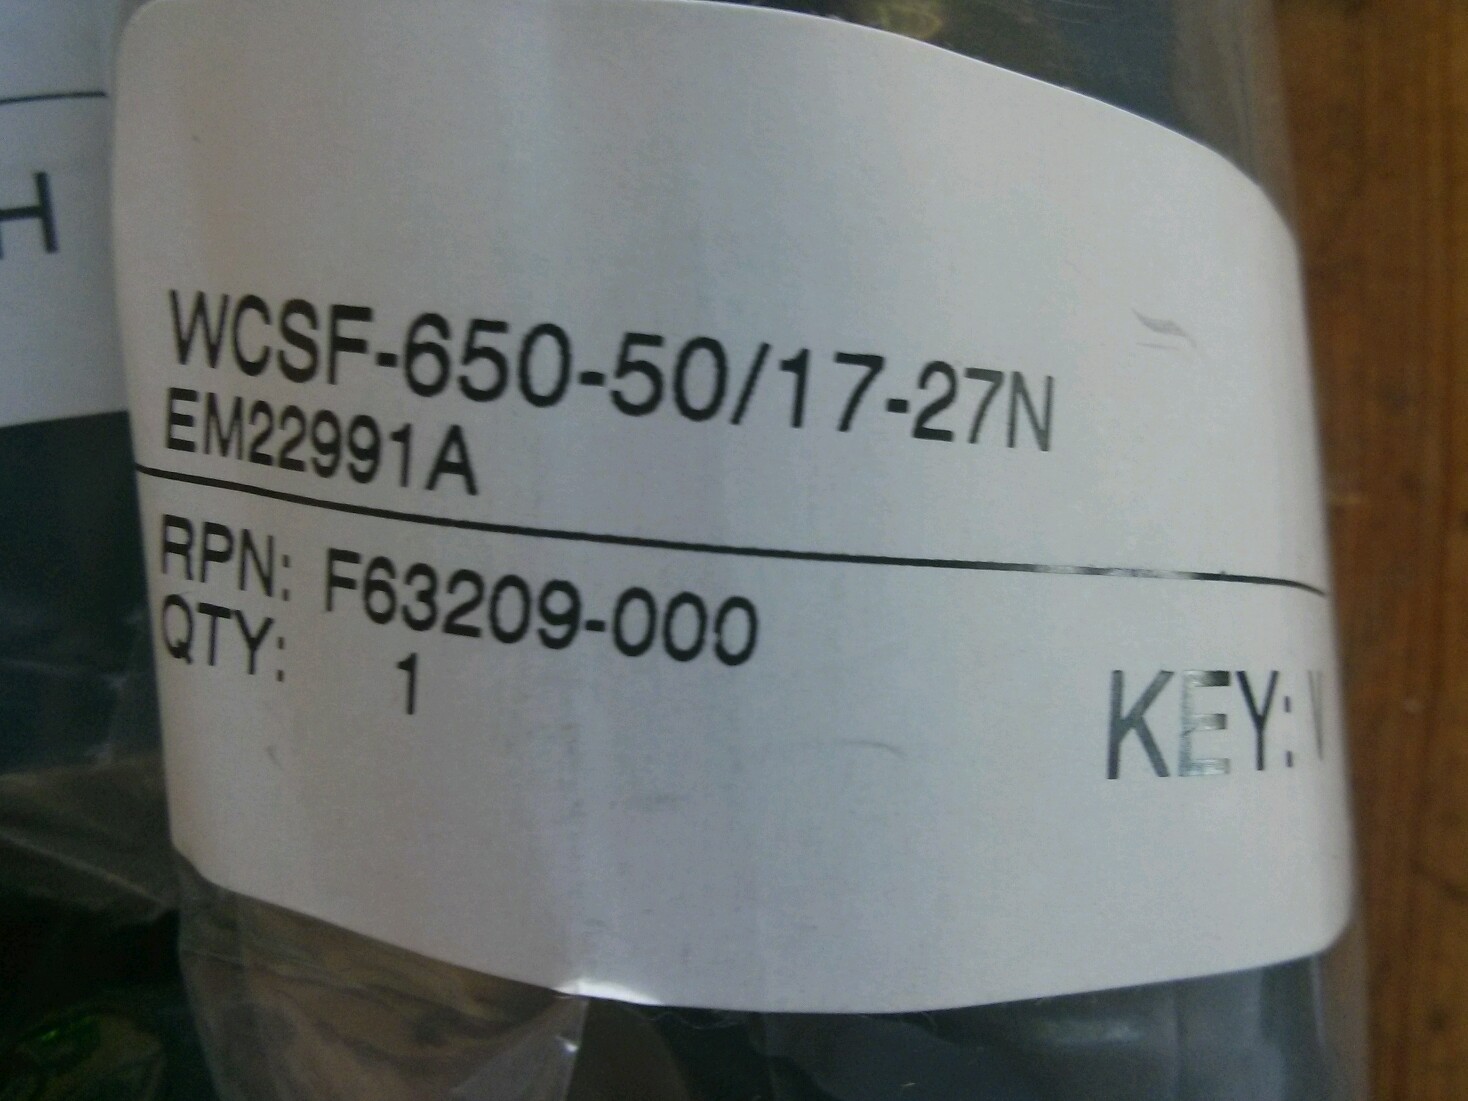 H
WCSF-650-50/17-27N
EM22991A
RPN: F63209-000
QTY: 1
KEY: